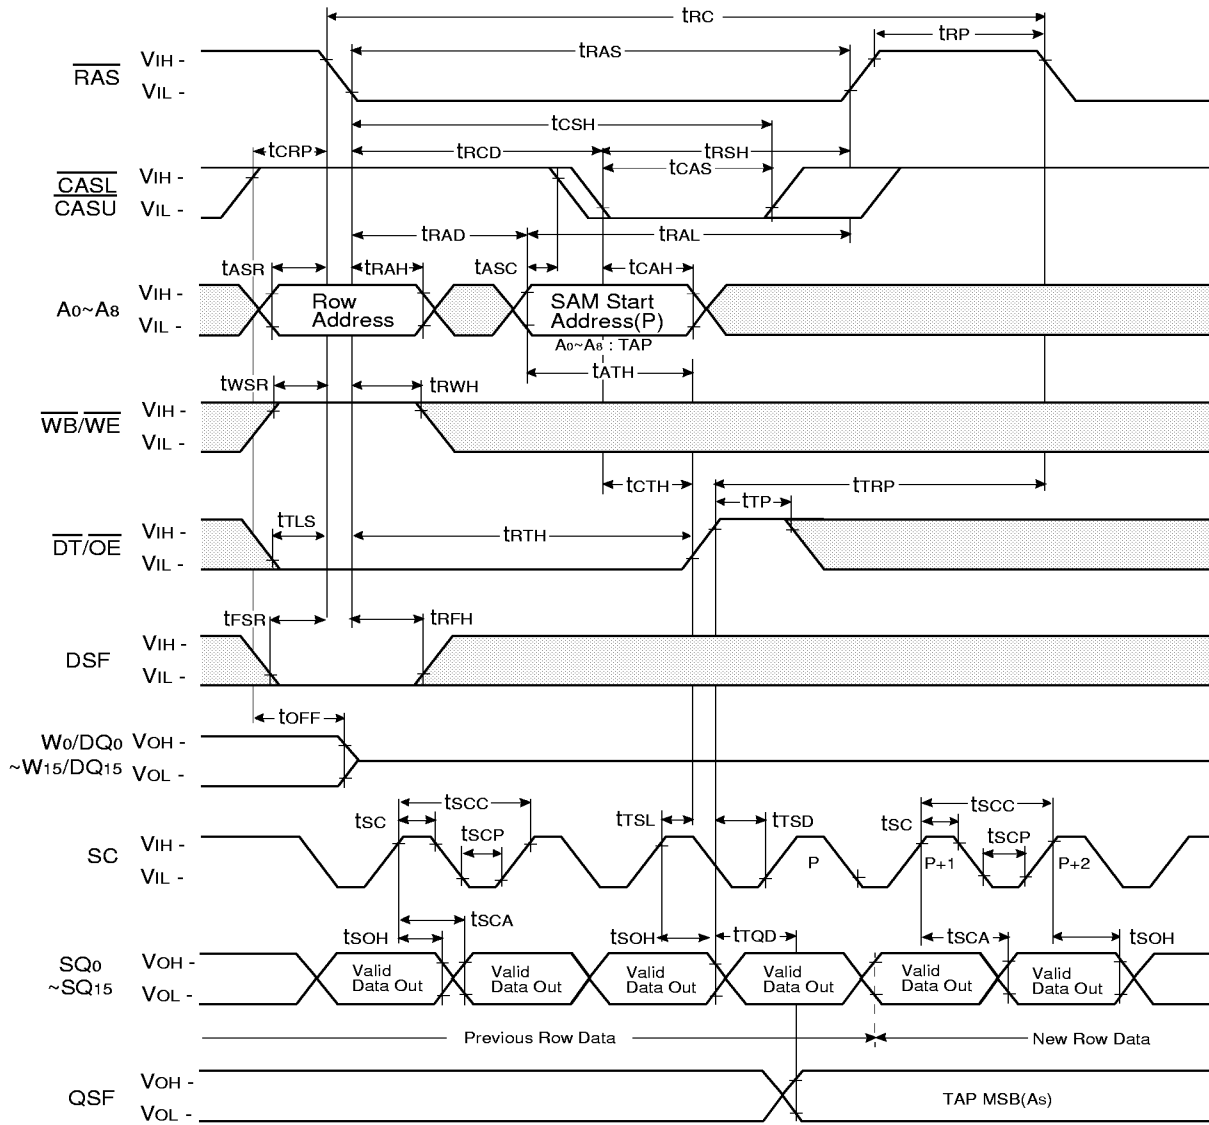 tRC
tRP
tRAS
RAS
VIH -
VIL -
tCSH
tCRP
tRCD
tRSH
tCAS
CASL
CASU
VIH -
VIL -
tRAD
tRAL
tASR
tRAH
tASC
tCAH
A0~A8
VIH -
VIL -
Row
Address
SAM Start
Address(P)
A0~A8 : TAP
tATH
tWSR
tRWH
WB/WE
VIH -
VIL -
tCTH
tTRP
tTP
tTLS
tRTH
DT/OE
VIH -
VIL -
tFSR
tRFH
DSF
VIH -
VIL -
tOFF
W0/DQ0
~W15/DQ15
VOH -
VOL -
tSCC
tSC
tSCP
tTSL
tTSD
tSCC
tSC
tSCP
SC
VIH -
VIL -
P
P+1
P+2
tSCA
tSOH
tSOH
tTQD
tSCA
tSOH
SQ0
~SQ15
VOH -
VOL -
Valid
Data Out
Valid
Data Out
Valid
Data Out
Valid
Data Out
Valid
Data Out
Valid
Data Out
Previous Row Data
New Row Data
QSF
VOH -
VOL -
TAP MSB(As)